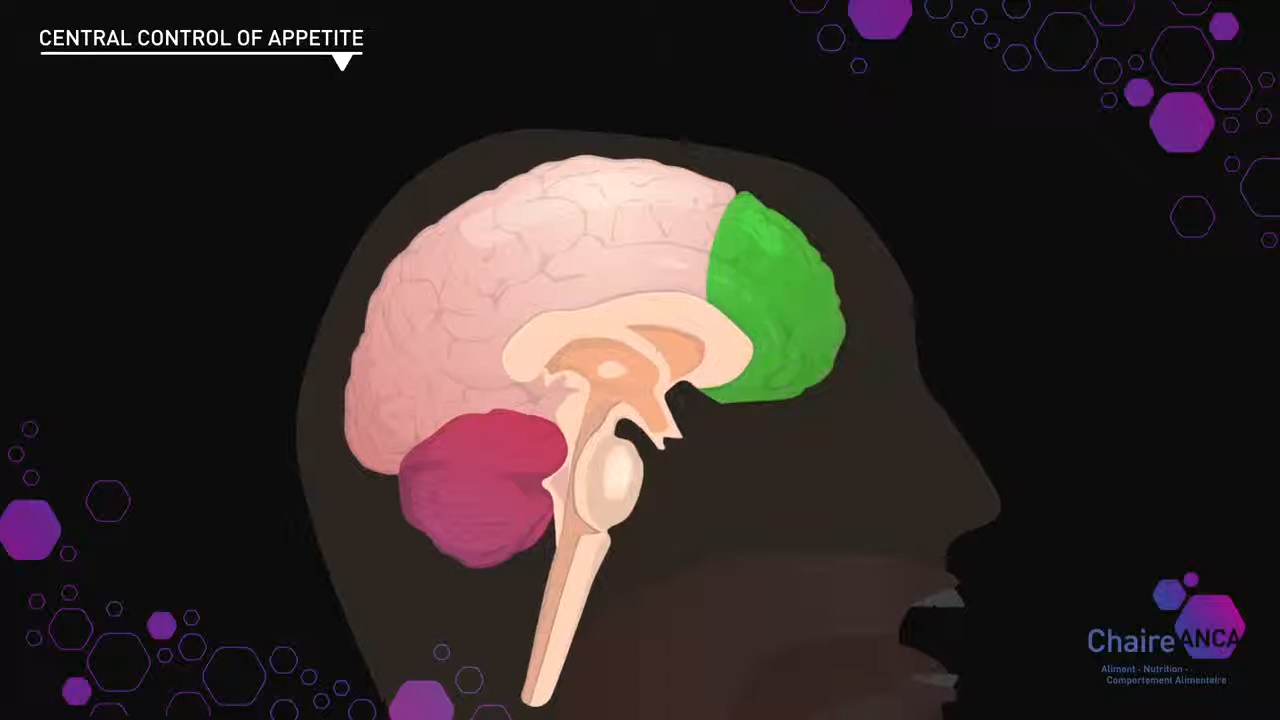 CENTRAL CONTROL OF APPETITE
Chaire ANCA
Aliment - Nutrition -
Comportement Alimentaire